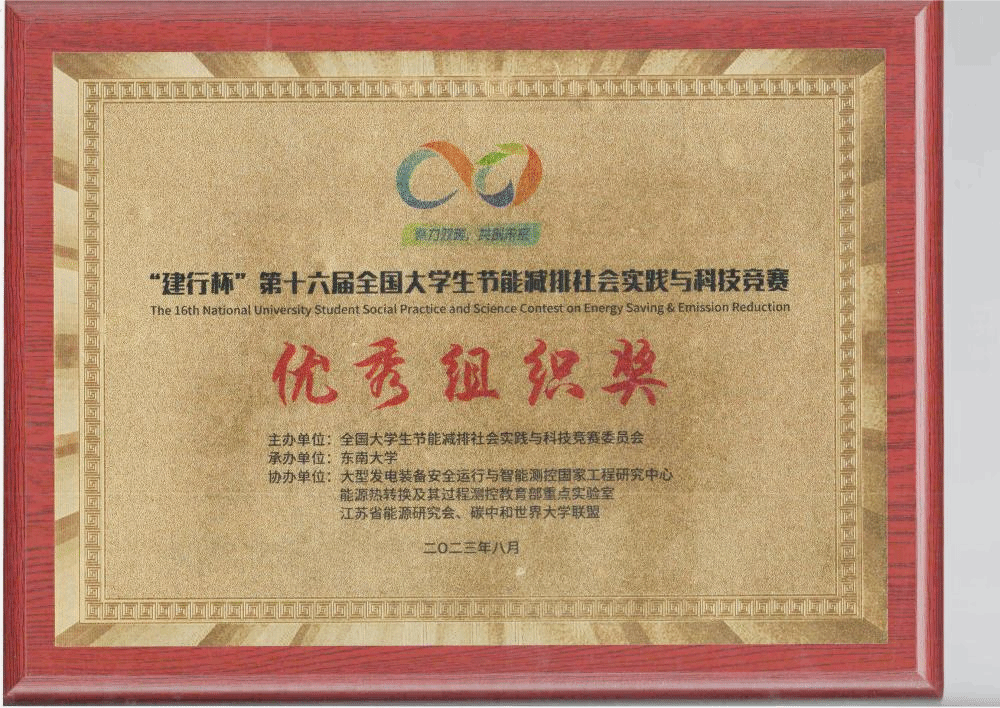 聚力双碳，共创未来
“建行杯”第十六届全国大学生节能减排社会实践与科技竞赛
The 16th National University Student Social Practice and Science Contest on Energy Saving & Emission Reduction
优秀组织奖
主办单位：全国大学生节能减排社会实践与科技竞赛委员会
承办单位：东南大学
协办单位：大型发电装备安全运行与智能测控国家工程研究中心
能源热转换及其过程测控教育部重点实验室
江苏省能源研究会、碳中和世界大学联盟
二〇二三年八月